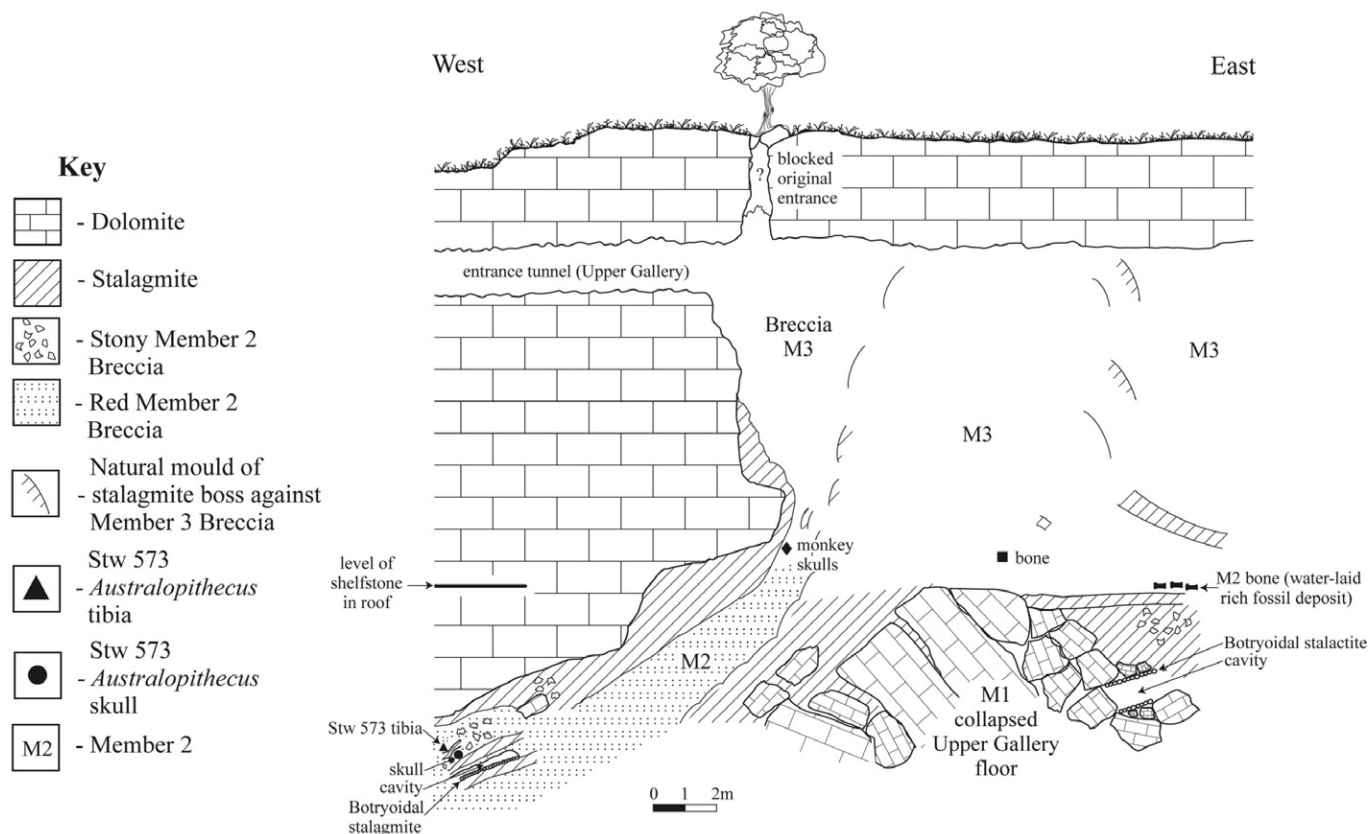 West
East
Key
- Dolomite
- Stalagmite
- Stony Member 2
Breccia
- Red Member 2
Breccia
Natural mould of
- stalagmite boss against
Member 3 Breccia
Stw 573
- Australopithecus
tibia
Stw 573
- Australopithecus
skull
M2
- Member 2
?
blocked
original
entrance
entrance tunnel (Upper Gallery)
Breccia
M3
M3
M3
level of
shelfstone
in roof
monkey
skulls
bone
M2 bone (water-laid
rich fossil deposit)
M2
Botryoidal stalactite
cavity
M1
collapsed
Upper Gallery
floor
Stw 573 tibia
skull
cavity
Botryoidal
stalagmite
0 1 2m